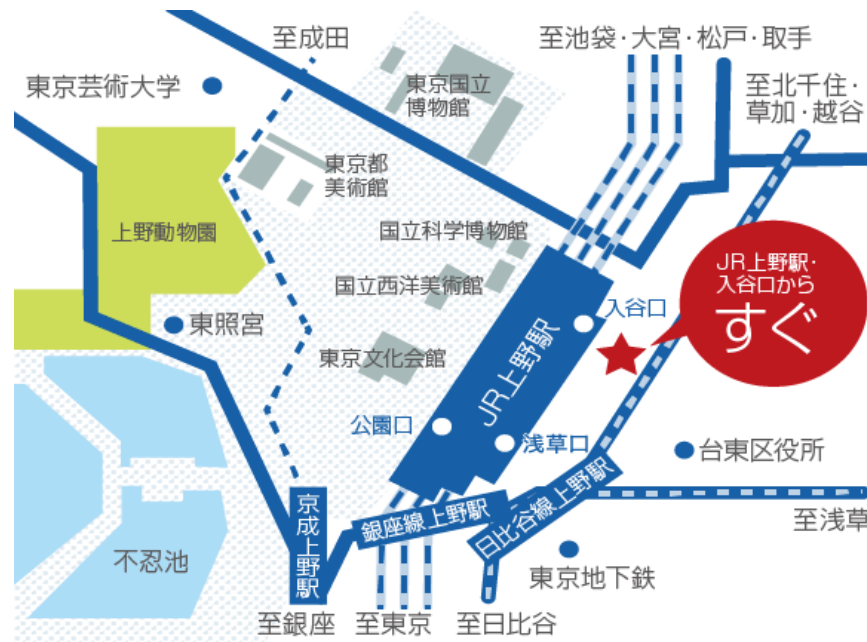 至成田
至池袋・大宮・松戸・取手
東京芸術大学
東京国立
博物館
至北千住・
草加・越谷
東京都
美術館
上野動物園
国立科学博物館
JR上野駅・
入谷口から
すぐ
国立西洋美術館
入谷口
東照宮
東京文化会館
JR上野駅
公園口
浅草口
台東区役所
京成上野駅
銀座線上野駅
日比谷線上野駅
至浅草
不忍池
東京地下鉄
至銀座
至東京
至日比谷